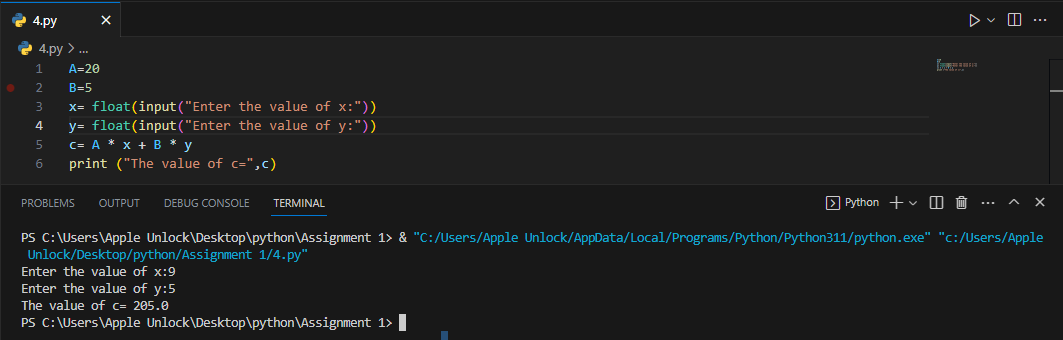 4.py
4.py > ...
1 A=20
2 B=5
3 x= float(input("Enter the value of x:"))
4 y= float(input("Enter the value of y:"))
5 c= A * x + B * y
6 print ("The value of c=",c)
PROBLEMS OUTPUT DEBUG CONSOLE TERMINAL Python
PS C:\Users\Apple Unlock\Desktop\python\Assignment 1> & "C:/Users/Apple Unlock/AppData/Local/Programs/Python/Python311/python.exe" "c:/Users/Apple
Unlock/Desktop/python/Assignment 1/4.py"
Enter the value of x:9
Enter the value of y:5
The value of c= 205.0
PS C:\Users\Apple Unlock\Desktop\python\Assignment 1>